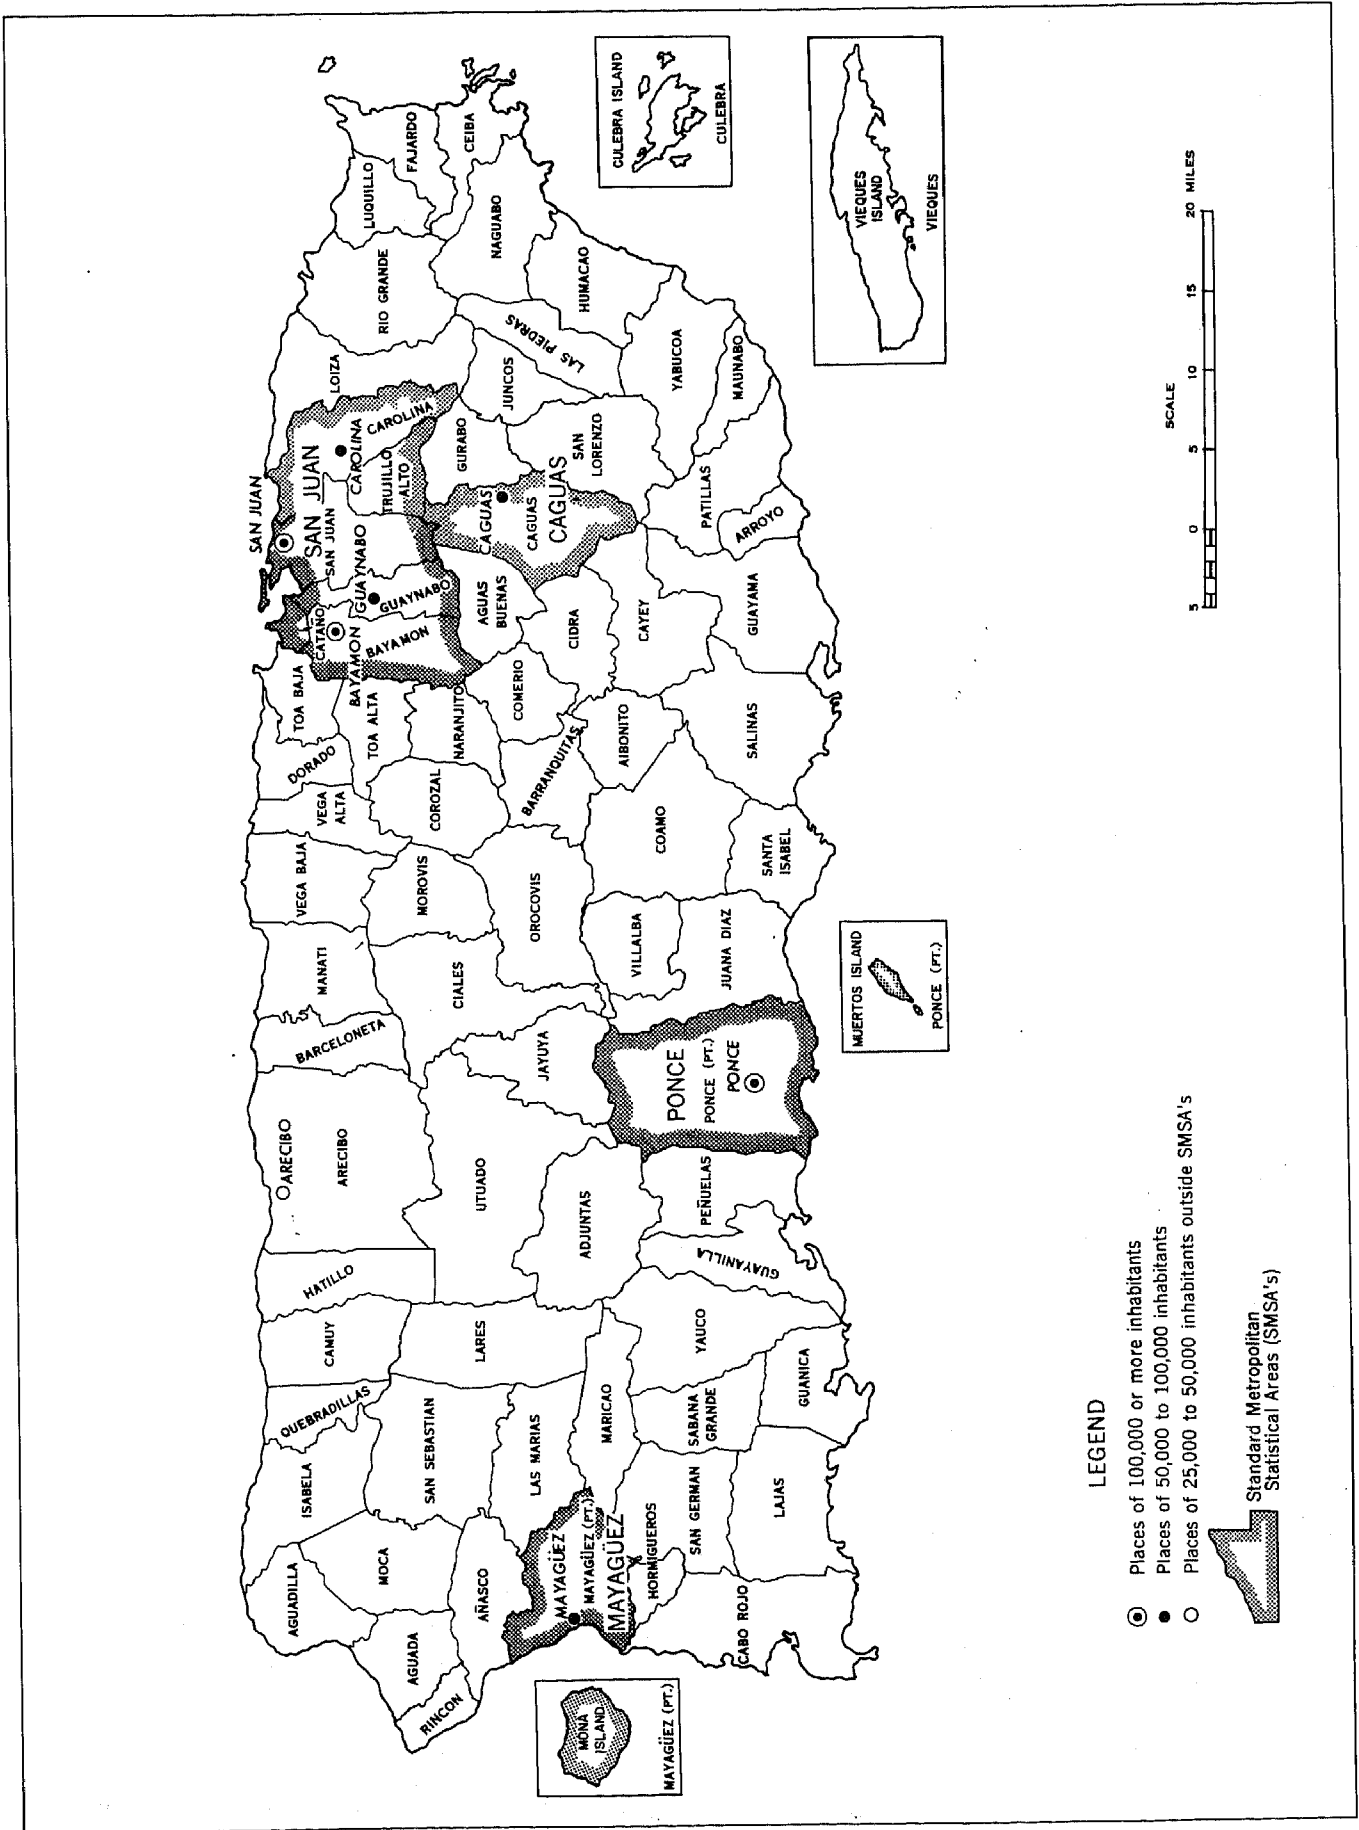 SAN JUAN
ARECIBO
AGUADILLA
ISABELA
QUEBRADILLAS
CAMUY
HATILLO
ARECIBO
BARCELONETA
MANATI
VEGA BAJA
VEGA
ALTA
DORADO
TOA BAJA
CATAÑO
SAN JUAN
SAN JUAN
LOIZA
RIO GRANDE
LUQUILLO
FAJARDO
CEIBA
AGUADA
RINCON
MOCA
SAN SEBASTIAN
LARES
UTUADO
CIALES
MOROVIS
COROZAL
TOA ALTA
NARANJITO
BAYAMON
BAYAMON
GUAYNABO
GUAYNABO
TRUJILLO
ALTO
CAROLINA
CAROLINA
AÑASCO
LAS MARIAS
ADJUNTAS
JAYUYA
OROCOVIS
BARRANQUITAS
COMERIO
AGUAS
BUENAS
CAGUAS
CAGUAS
CAGUAS
GURABO
JUNCOS
LAS PIEDRAS
NAGUABO
HUMACAO
MAYAGÜEZ
MAYAGÜEZ (PT.)
MAYAGÜEZ
MARICAO
YAUCO
GUAYANILLA
PEÑUELAS
PONCE
PONCE (PT.)
PONCE
VILLALBA
JUANA DIAZ
COAMO
AIBONITO
CIDRA
CAYEY
SAN
LORENZO
YABUCOA
MAUNABO
HORMIGUEROS
SAN GERMAN
SABANA
GRANDE
CABO ROJO
LAJAS
GUANICA
SANTA
ISABEL
SALINAS
GUAYAMA
PATILLAS
ARROYO
MONA
ISLAND
MAYAGÜEZ (PT.)
MUERTOS ISLAND
PONCE (PT.)
CULEBRA ISLAND
CULEBRA
VIEQUES
ISLAND
VIEQUES
LEGEND
Places of 100,000 or more inhabitants
Places of 50,000 to 100,000 inhabitants
Places of 25,000 to 50,000 inhabitants outside SMSA's
Standard Metropolitan
Statistical Areas (SMSA's)
SCALE
5 0 5 10 15 20 MILES